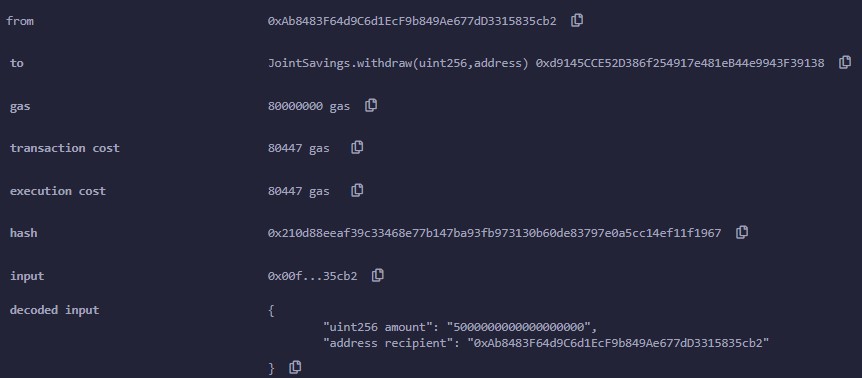 from 0xAb8483F64d9C6d1EcF9b849Ae677dD3315835cb2
to JointSavings.withdraw(uint256,address) 0xd9145CCE52D386f254917e481eB44e9943F39138
gas 80000000 gas
transaction cost 80447 gas
execution cost 80447 gas
hash 0x210d88eeaf39c33468e77b147ba93fb973130b60de83797e0a5cc14ef11f1967
input 0x00f...35cb2
decoded input {
"uint256 amount": "5000000000000000000",
"address recipient": "0xAb8483F64d9C6d1EcF9b849Ae677dD3315835cb2"
}